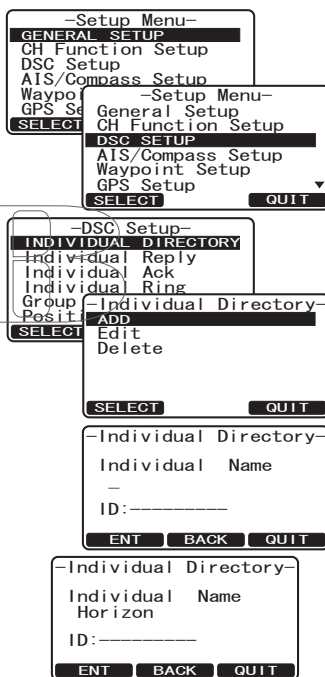 –Setup Menu–
GENERAL SETUP
CH Function Setup
DSC Setup
AIS/Compass Setup
Waypoi
GPS Se
SELECT
–Setup Menu–
General Setup
CH Function Setup
DSC SETUP
AIS/Compass Setup
Waypoint Setup
GPS Setup ▼
SELECT QUIT
–DSC Setup–
INDIVIDUAL DIRECTORY
Individual Reply
Individual Ack
Individual Ring
Group
Positi
SELECT
–Individual Directory–
ADD
Edit
Delete
SELECT QUIT
–Individual Directory–
Individual Name
_
ID:–––––––––
ENT BACK QUIT
–Individual Directory–
Individual Name
Horizon
ID:–––––––––
ENT BACK QUIT